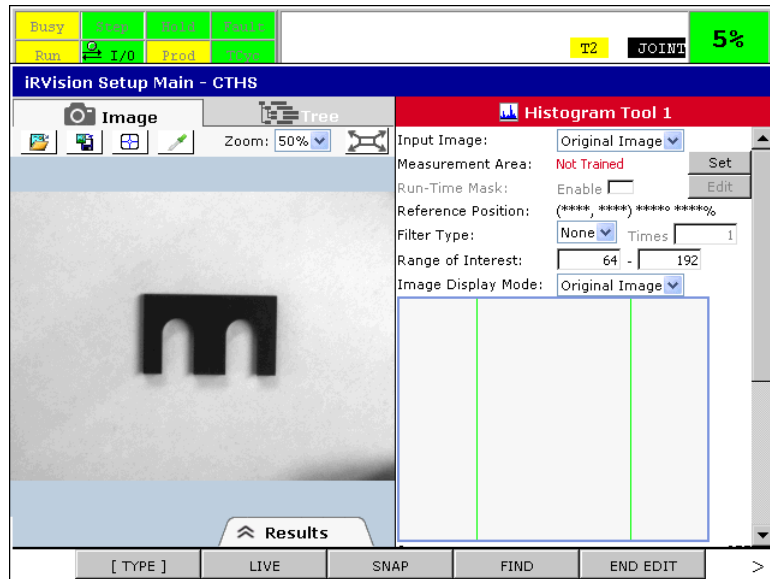 Busy Step Hold Fault
Run I/O Prod TCyc
T2 JOINT 5%
iRVision Setup Main - CTHS
Image Tree
Zoom: 50%
Histogram Tool 1
Input Image: Original Image
Measurement Area: Not Trained Set
Run-Time Mask: Enable Edit
Reference Position: (****, ****) ****° ****%
Filter Type: None Times 1
Range of Interest: 64 - 192
Image Display Mode: Original Image
Results
[ TYPE ] LIVE SNAP FIND END EDIT >